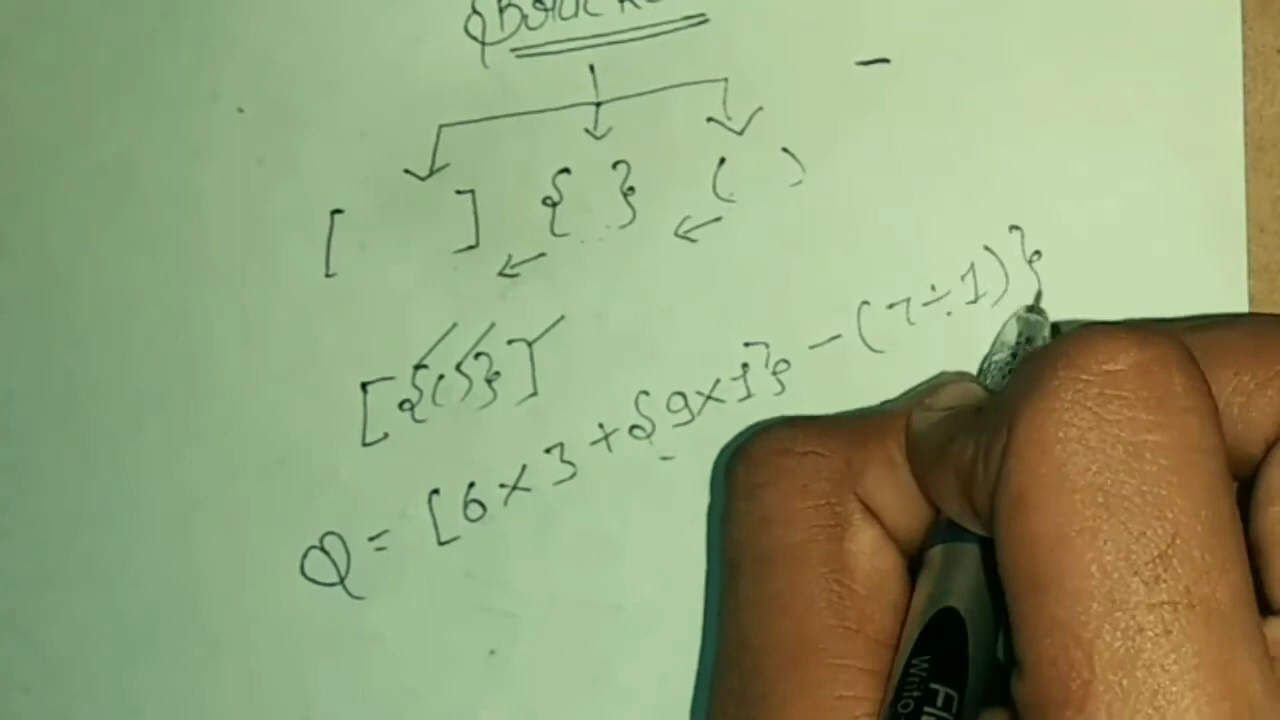 [ ] { } ( )
[{()}]
Q = [6×3+{9×1}}-(7÷1)}